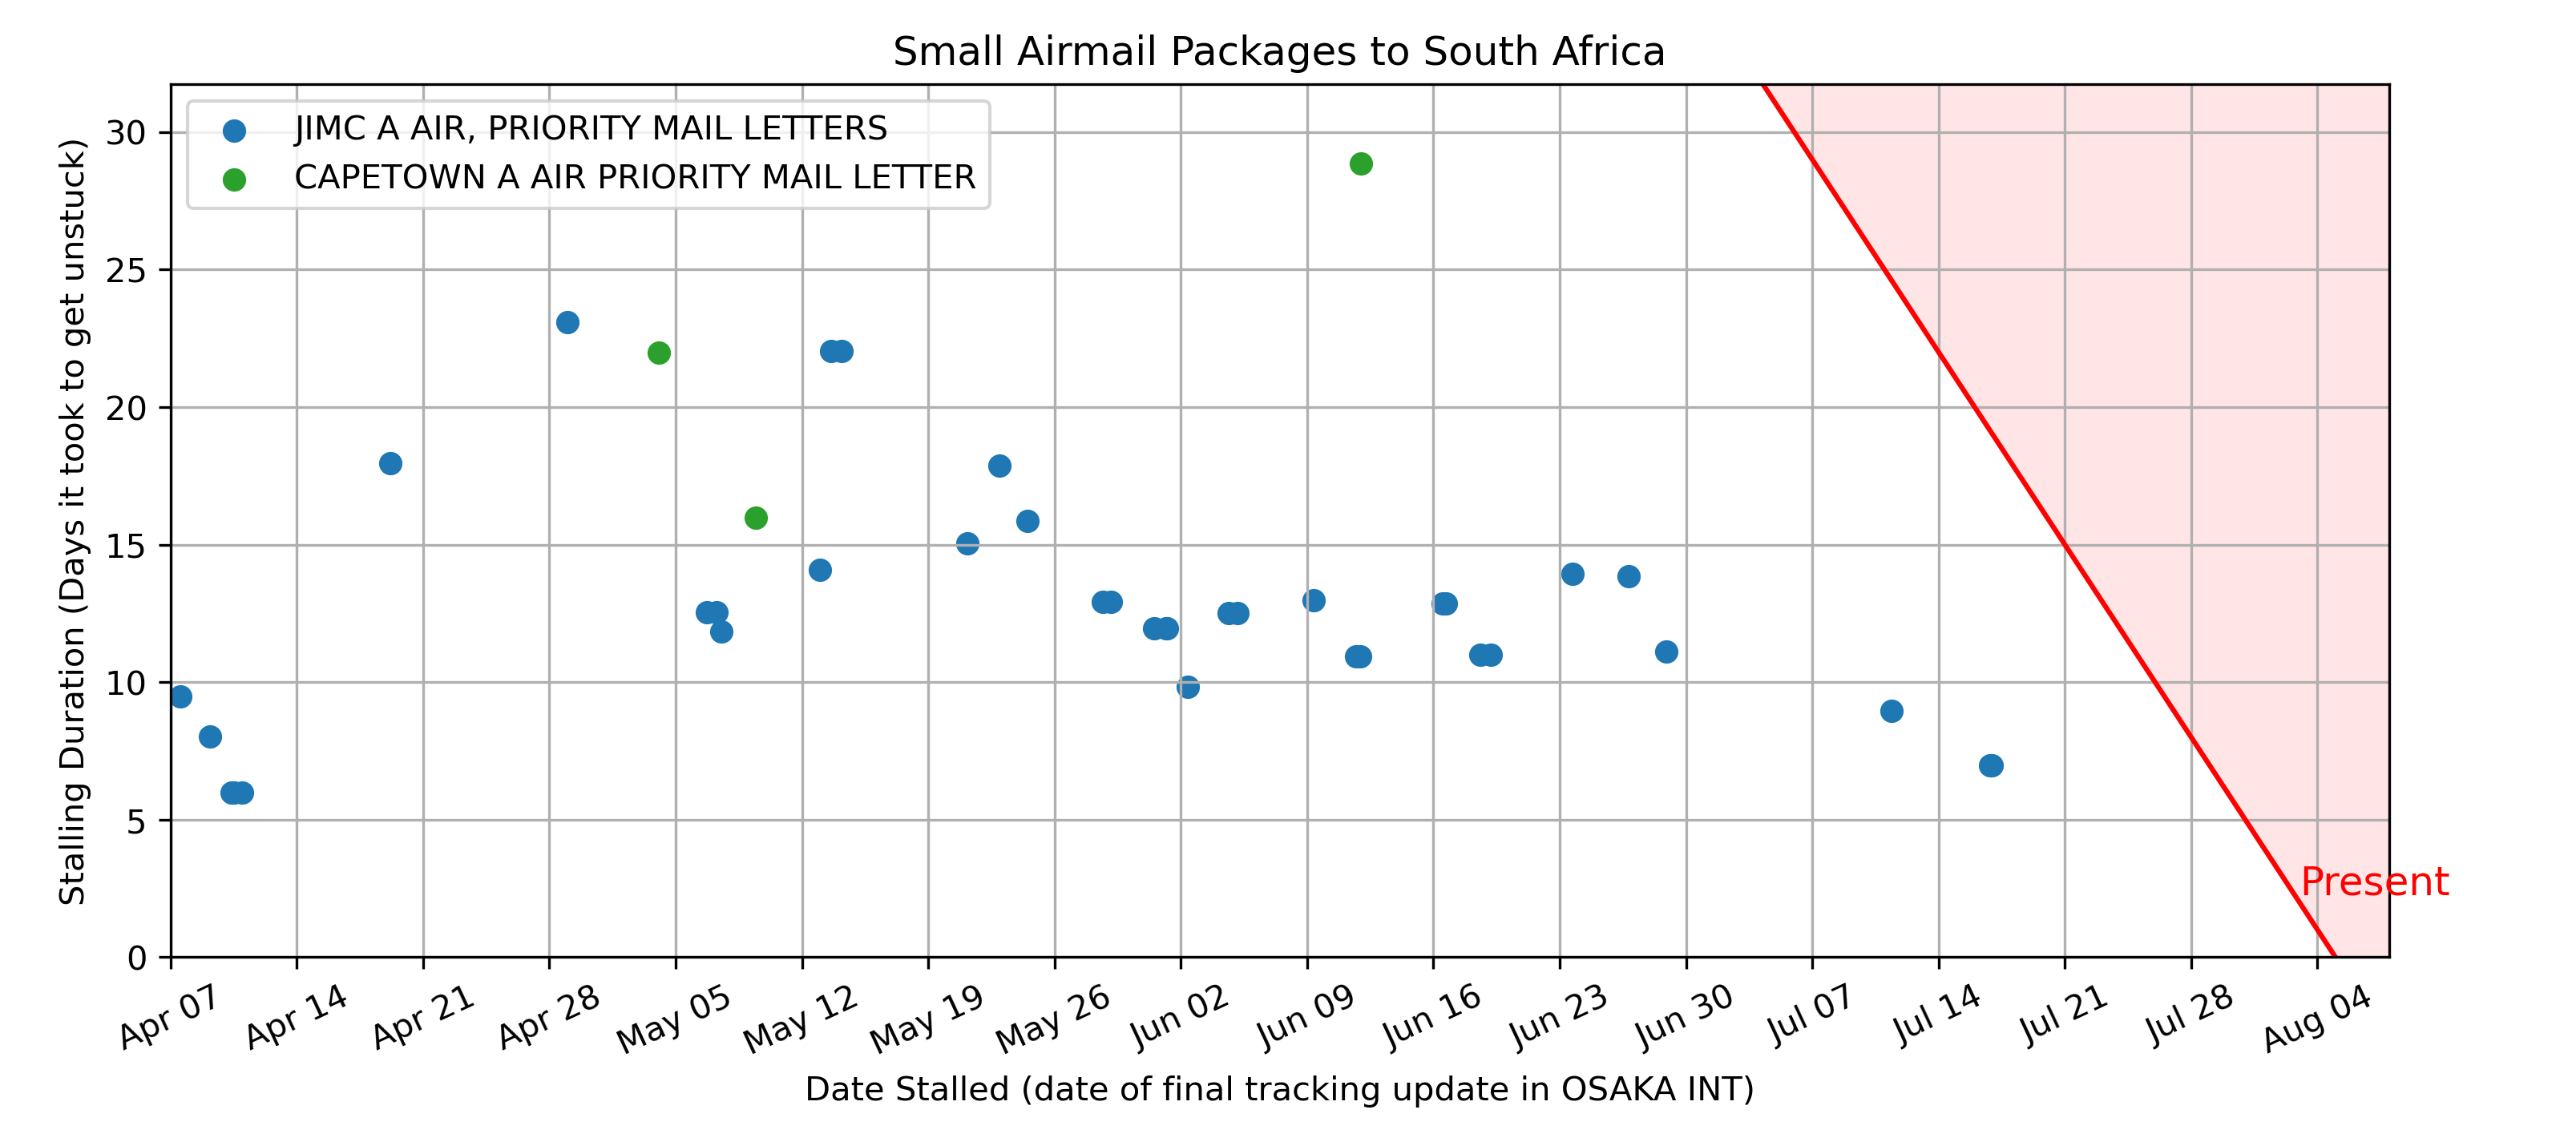 Small Airmail Packages to South Africa
JIMC A AIR, PRIORITY MAIL LETTERS
CAPETOWN A AIR PRIORITY MAIL LETTER
Stalling Duration (Days it took to get unstuck)
30
25
20
15
10
5
0
Present
Apr 07
Apr 14
Apr 21
Apr 28
May 05
May 12
May 19
May 26
Jun 02
Jun 09
Jun 16
Jun 23
Jun 30
Jul 07
Jul 14
Jul 21
Jul 28
Aug 04
Date Stalled (date of final tracking update in OSAKA INT)